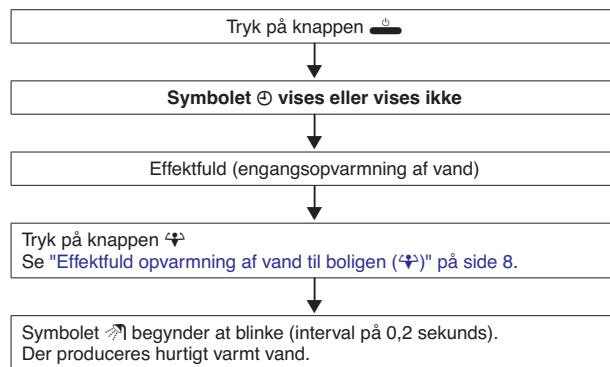 Tryk på knappen
Symbolet vises eller vises ikke
Effektfuld (engangsopvarmning af vand)
Tryk på knappen
Se "Effektfuld opvarmning af vand til boligen ()" på side 8.
Symbolet begynder at blinke (interval på 0,2 sekunds).
Der produceres hurtigt varmt vand.